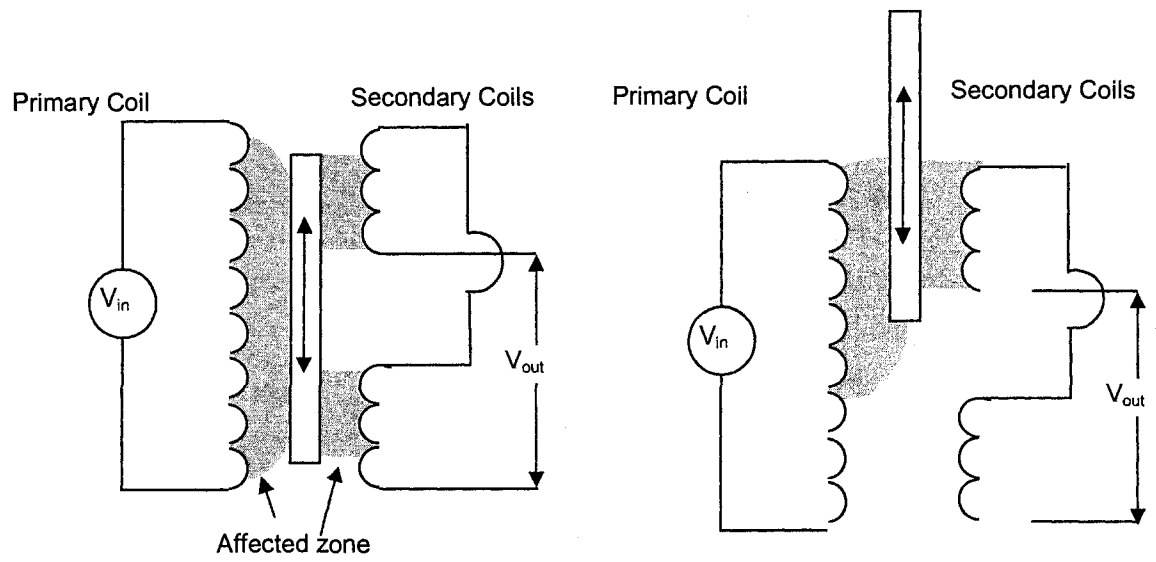 Primary Coil
Secondary Coils
Vin
Vout
Affected zone
Primary Coil
Secondary Coils
Vin
Vout